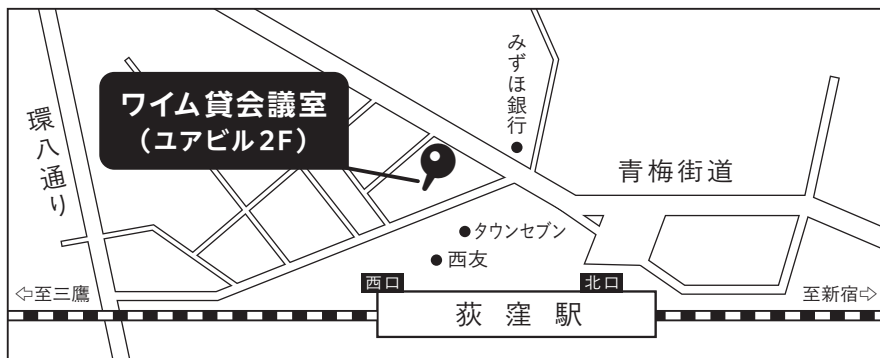 ワイム貸会議室
（ユアビル2F）
環八通り
みずほ銀行
青梅街道
タウンセブン
西友
西口
北口
⇦至三鷹
至新宿⇨
荻窪駅